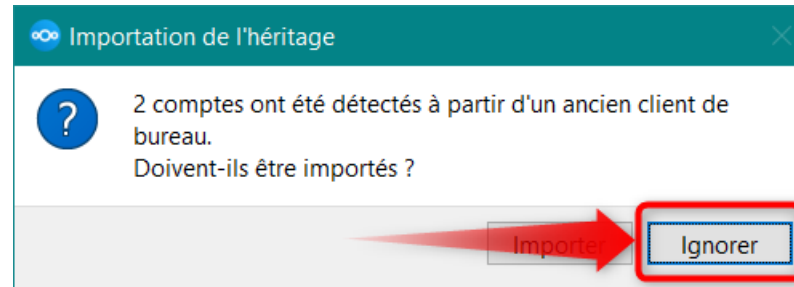 Importation de l'héritage
2 comptes ont été détectés à partir d'un ancien client de
bureau.
Doivent-ils être importés ?
Importer
Ignorer